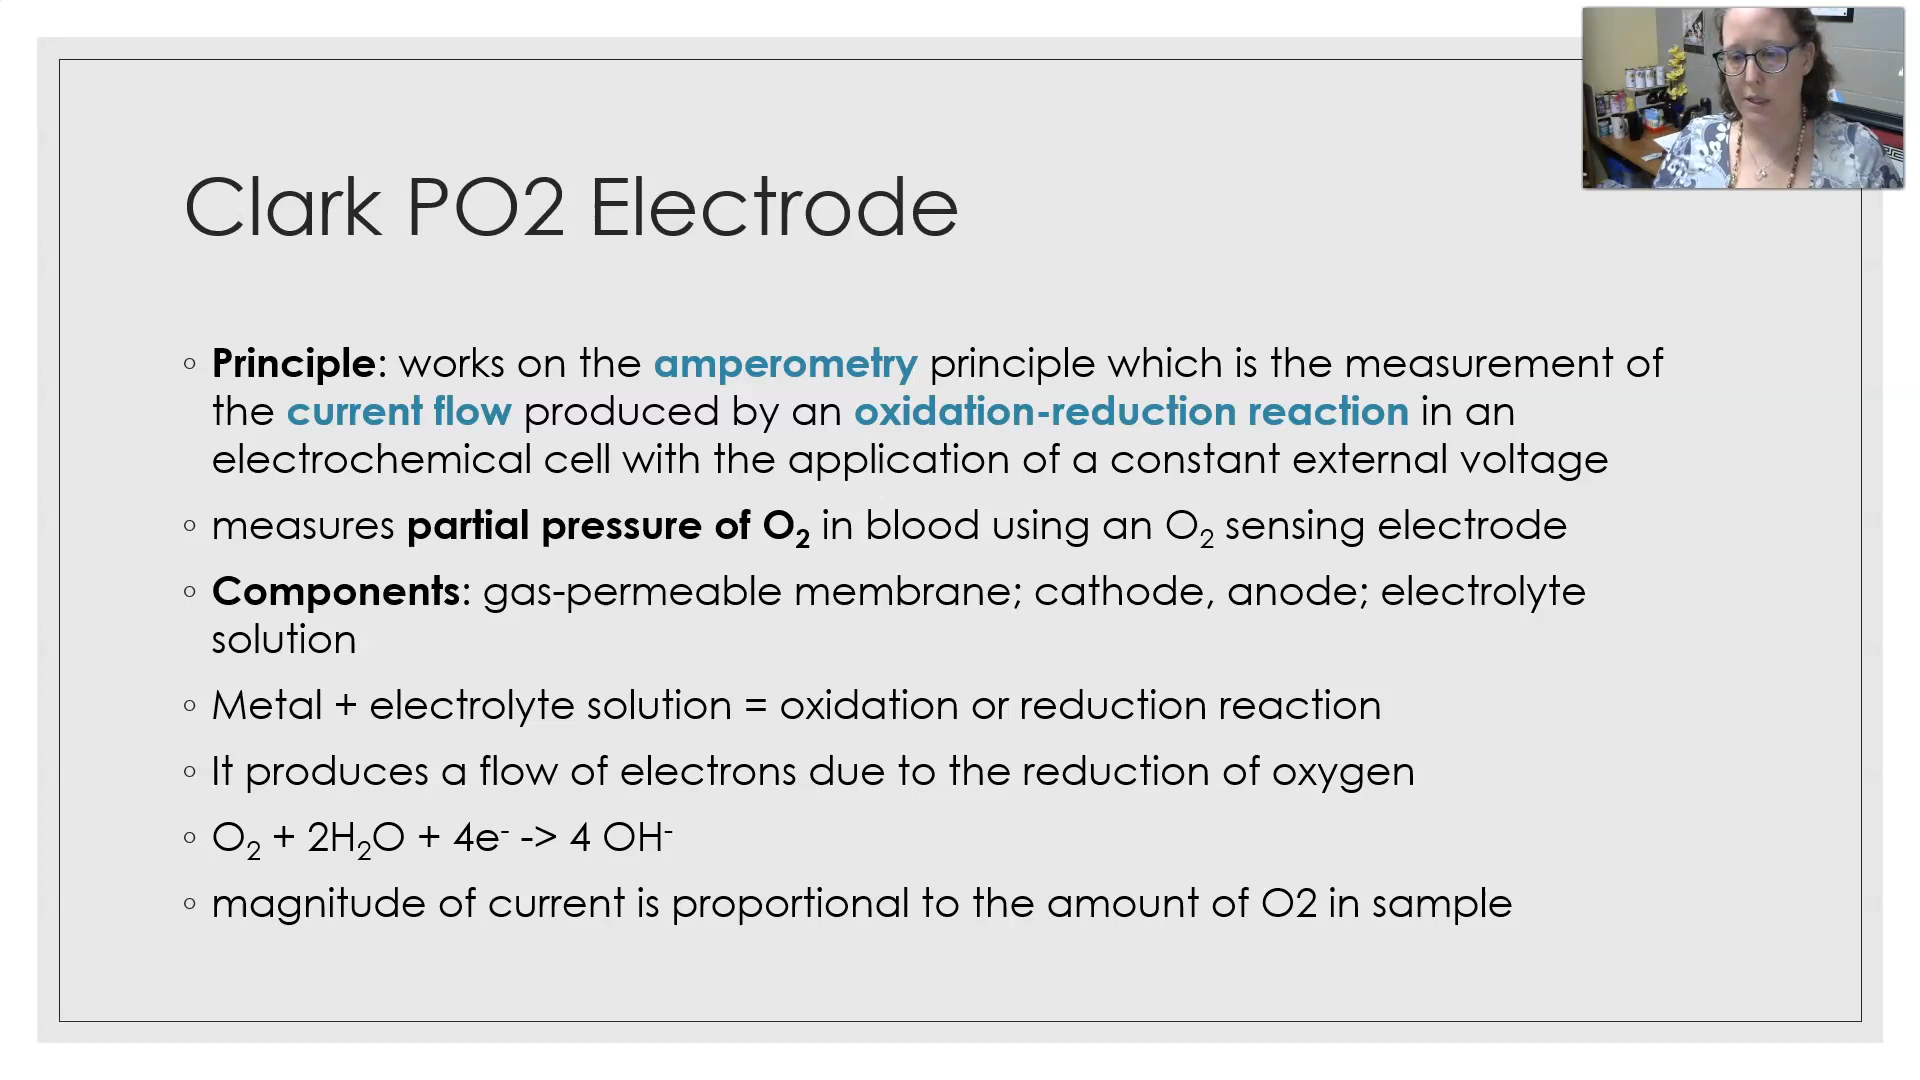 Clark PO2 Electrode
◦ Principle: works on the amperometry principle which is the measurement of
the current flow produced by an oxidation-reduction reaction in an
electrochemical cell with the application of a constant external voltage
◦ measures partial pressure of O₂ in blood using an O₂ sensing electrode
◦ Components: gas-permeable membrane; cathode, anode; electrolyte
solution
◦ Metal + electrolyte solution = oxidation or reduction reaction
◦ It produces a flow of electrons due to the reduction of oxygen
◦ O₂ + 2H₂O + 4e⁻ -> 4 OH⁻
◦ magnitude of current is proportional to the amount of O2 in sample